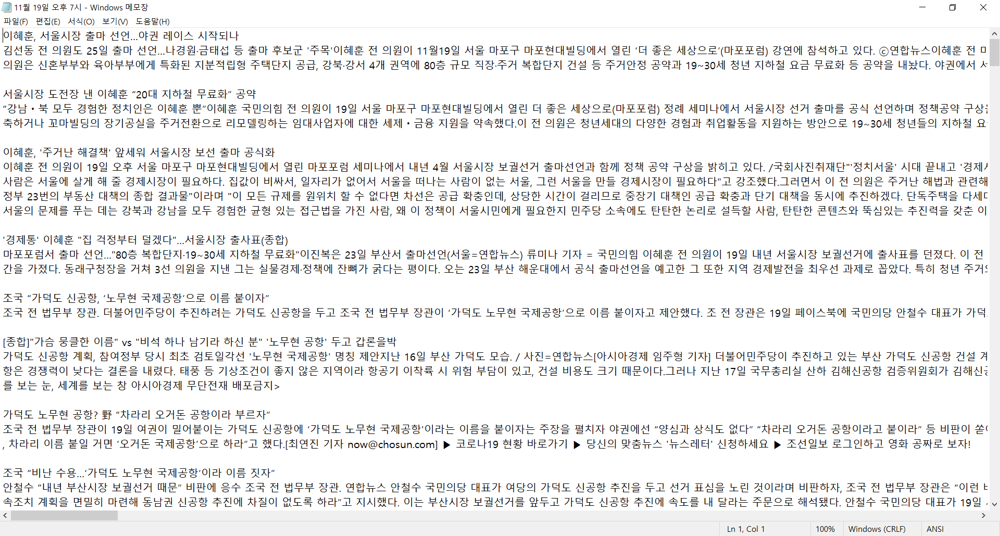 11월 19일 오후 7시 - Windows 메모장
파일(F) 편집(E) 서식(O) 보기(V) 도움말(H)
이혜훈, 서울시장 출마 선언…야권 레이스 시작되나
김선동 전 의원도 25일 출마 선언…나경원·금태섭 등 출마 후보군 '주목'이혜훈 전 의원이 11월19일 서울 마포구 마포현대빌딩에서 열린 ‘더 좋은 세상으로’(마포포럼) 강연에 참석하고 있다. ⓒ연합뉴스이혜훈 전
의원은 신혼부부와 육아부부에게 특화된 지분적립형 주택단지 공급, 강북·강서 4개 권역에 80층 규모 직장·주거 복합단지 건설 등 주거안정 공약과 19~30세 청년 지하철 요금 무료화 등 공약을 내놨다. 야권에서
서울시장 도전장 낸 이혜훈 “20대 지하철 무료화” 공약
“강남・북 모두 경험한 정치인은 이혜훈 뿐”이혜훈 국민의힘 전 의원이 19일 서울 마포구 마포현대빌딩에서 열린 더 좋은 세상으로(마포포럼) 정례 세미나에서 서울시장 선거 출마를 공식 선언하며 정책공약 구상을
축하거나 꼬마빌딩의 장기공실을 주거전환으로 리모델링하는 임대사업자에 대한 세제・금융 지원을 약속했다.이 전 의원은 청년세대의 다양한 경험과 취업활동을 지원하는 방안으로 19~30세 청년들의 지하철
이혜훈, '주거난 해결책' 앞세워 서울시장 보선 출마 공식화
이혜훈 전 의원이 19일 오후 서울 마포구 마포현대빌딩에서 열린 마포포럼 세미나에서 내년 4월 서울시장 보궐선거 출마선언과 함께 정책 공약 구상을 밝히고 있다. /국회사진취재단"'정치서울' 시대 끝내고
사람은 서울에 살게 해 줄 경제시장이 필요하다. 집값이 비싸서, 일자리가 없어서 서울을 떠나는 사람이 없는 서울, 그런 서울을 만들 경제시장이 필요하다"고 강조했다.그러면서 이 전 의원은 주거난 해법과 관련해
정부 23번의 부동산 대책의 종합 결과물"이라며 "이 모든 규제를 원위치 할 수 없다면 차선은 공급 확충인데, 상당한 시간이 걸리므로 중장기 대책인 공급 확충과 단기 대책을 동시에 추진하겠다. 단독주택을
서울의 문제를 푸는 데는 강북과 강남을 모두 경험한 균형 있는 접근법을 가진 사람, 왜 이 정책이 서울시민에게 필요한지 민주당 소속에도 탄탄한 논리로 설득할 사람, 탄탄한 콘텐츠와 뚝심있는 추진력을 갖춘 이
'경제통' 이혜훈 "집 걱정부터 덜겠다"…서울시장 출사표(종합)
마포포럼서 출마 선언…"80층 복합단지·19~30세 지하철 무료화"이진복은 23일 부산서 출마선언(서울=연합뉴스) 류미나 기자 = 국민의힘 이혜훈 전 의원이 19일 내년 서울시장 보궐선거에 출사표를 던졌다. 이 전
간을 가졌다. 동래구청장을 거쳐 3선 의원을 지낸 그는 실물경제·정책에 잔뼈가 굵다는 평이다. 오는 23일 부산 해운대에서 공식 출마선언을 예고한 그 또한 지역 경제발전을 최우선 과제로 꼽았다. 특히 청년
조국 “가덕도 신공항, ‘노무현 국제공항’으로 이름 붙이자”
조국 전 법무부 장관. 더불어민주당이 추진하려는 가덕도 신공항을 두고 조국 전 법무부 장관이 ‘가덕도 노무현 국제공항’으로 이름 붙이자고 제안했다. 조 전 장관은 19일 페이스북에 국민의당 안철수 대표가
[종합]"가슴 뭉클한 이름" vs "비석 하나 남기라 하신 분" '노무현 공항' 두고 갑론을박
가덕도 신공항 계획, 참여정부 당시 최초 검토일각선 '노무현 국제공항' 명칭 제안지난 16일 부산 가덕도 모습. / 사진=연합뉴스[아시아경제 임주형 기자] 더불어민주당이 추진하고 있는 부산 가덕도 신공항 건설
항은 경쟁력이 낮다는 결론을 내렸다. 태풍 등 기상조건이 좋지 않은 지역이라 항공기 이착륙 시 위험 부담이 있고, 건설 비용도 크기 때문이다.그러나 지난 17일 국무총리실 산하 김해신공항 검증위원회가
를 보는 눈, 세계를 보는 창 아시아경제 무단전재 배포금지>
가덕도 노무현 공항? 野 “차라리 오거돈 공항이라 부르자”
조국 전 법무부 장관이 19일 여권이 밀어붙이는 가덕도 신공항에 ‘가덕도 노무현 국제공항'이라는 이름을 붙이자는 주장을 펼치자 야권에선 “양심과 상식도 없다” “차라리 오거돈 공항이라고 붙이라” 등 비판이
, 차라리 이름 붙일 거면 ‘오거돈 국제공항’으로 하라”고 했다.[최연진 기자 now@chosun.com] ▶ 코로나19 현황 바로가기 ▶ 당신의 맞춤뉴스 '뉴스레터' 신청하세요 ▶ 조선일보 로그인하고 영화 공짜로 보자!
조국 “비난 수용…‘가덕도 노무현 국제공항’이라 이름 짓자”
안철수 “내년 부산시장 보궐선거 때문” 비판에 응수 조국 전 법무부 장관. 연합뉴스 안철수 국민의당 대표가 여당의 가덕도 신공항 추진을 두고 선거 표심을 노린 것이라며 비판하자, 조국 전 법무부 장관은 “이런
속조치 계획을 면밀히 마련해 동남권 신공항 추진에 차질이 없도록 하라”고 지시했다. 이는 부산시장 보궐선거를 앞두고 가덕도 신공항 추진에 속도를 내 달라는 주문으로 해석됐다. 안철수 국민의당 대표가 19일
Ln 1, Col 1 100% Windows (CRLF) ANSI